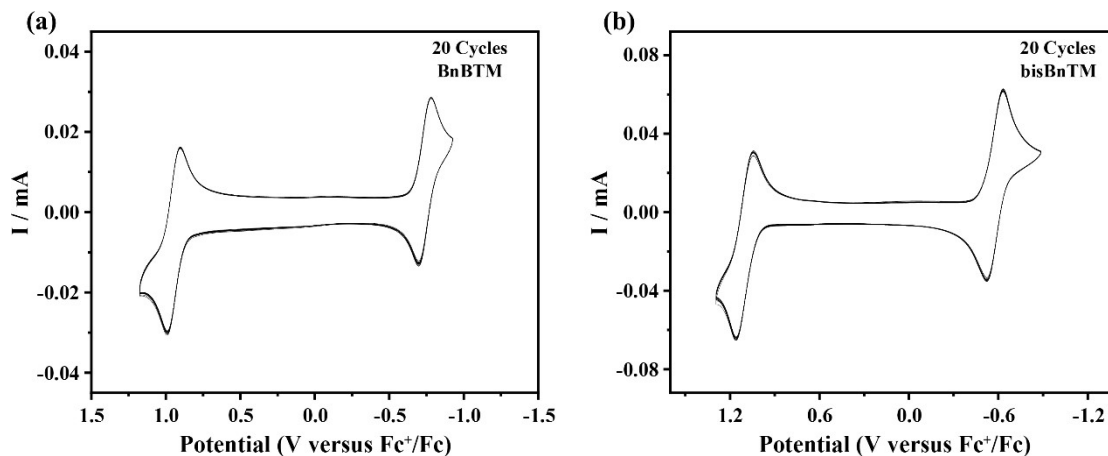 (a)
20 Cycles
BnBTM
I / mA
0.04
0.02
0.00
-0.02
-0.04
1.5 1.0 0.5 0.0 -0.5 -1.0 -1.5
Potential (V versus Fc⁺/Fc)
(b)
20 Cycles
bisBnTM
I / mA
0.08
0.04
0.00
-0.04
-0.08
1.2 0.6 0.0 -0.6 -1.2
Potential (V versus Fc⁺/Fc)